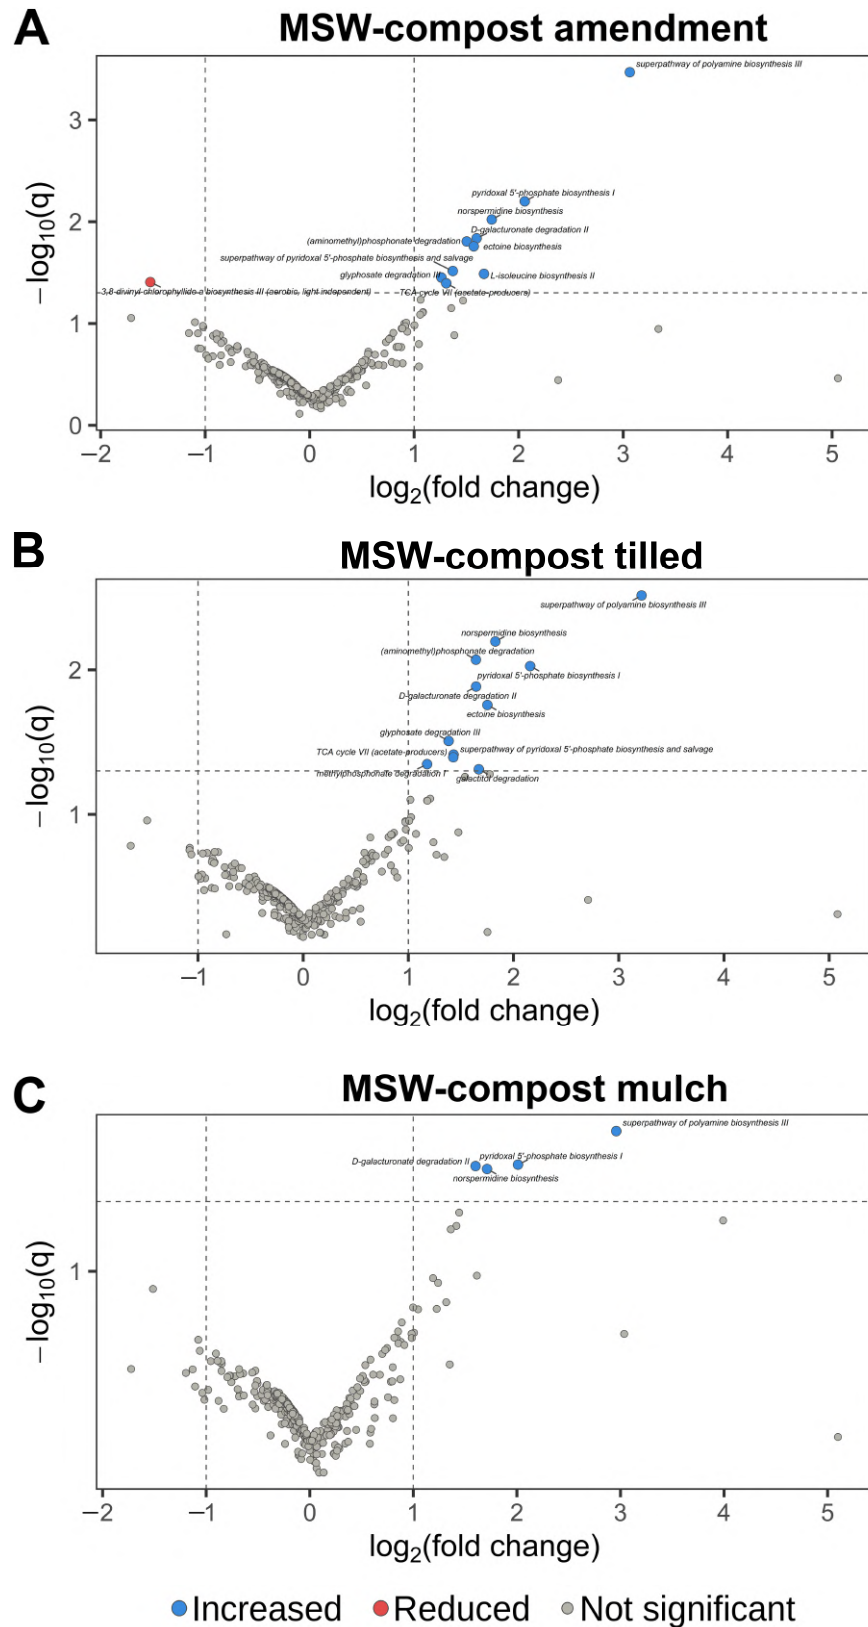 A
MSW-compost amendment
superpathway of polyamine biosynthesis III
pyridoxal 5'-phosphate biosynthesis I
norspermidine biosynthesis
D-galacturonate degradation II
(aminomethyl)phosphonate degradation
ectoine biosynthesis
superpathway of pyridoxal 5'-phosphate biosynthesis and salvage
glyphosate degradation III
L-isoleucine biosynthesis II
3,8-divinyl-chlorophyllide a biosynthesis III (aerobic, light independent)
TCA cycle VII (acetate-producers)
3
2
1
0
−log10(q)
−2 −1 0 1 2 3 4 5
log2(fold change)
B
MSW-compost tilled
superpathway of polyamine biosynthesis III
norspermidine biosynthesis
(aminomethyl)phosphonate degradation
pyridoxal 5'-phosphate biosynthesis I
D-galacturonate degradation II
ectoine biosynthesis
glyphosate degradation III
TCA cycle VII (acetate-producers)
superpathway of pyridoxal 5'-phosphate biosynthesis and salvage
methylphosphonate degradation I
galactitol degradation
2
1
−log10(q)
−1 0 1 2 3 4 5
log2(fold change)
C
MSW-compost mulch
superpathway of polyamine biosynthesis III
D-galacturonate degradation II
pyridoxal 5'-phosphate biosynthesis I
norspermidine biosynthesis
1
−log10(q)
−2 −1 0 1 2 3 4 5
log2(fold change)
Increased Reduced Not significant